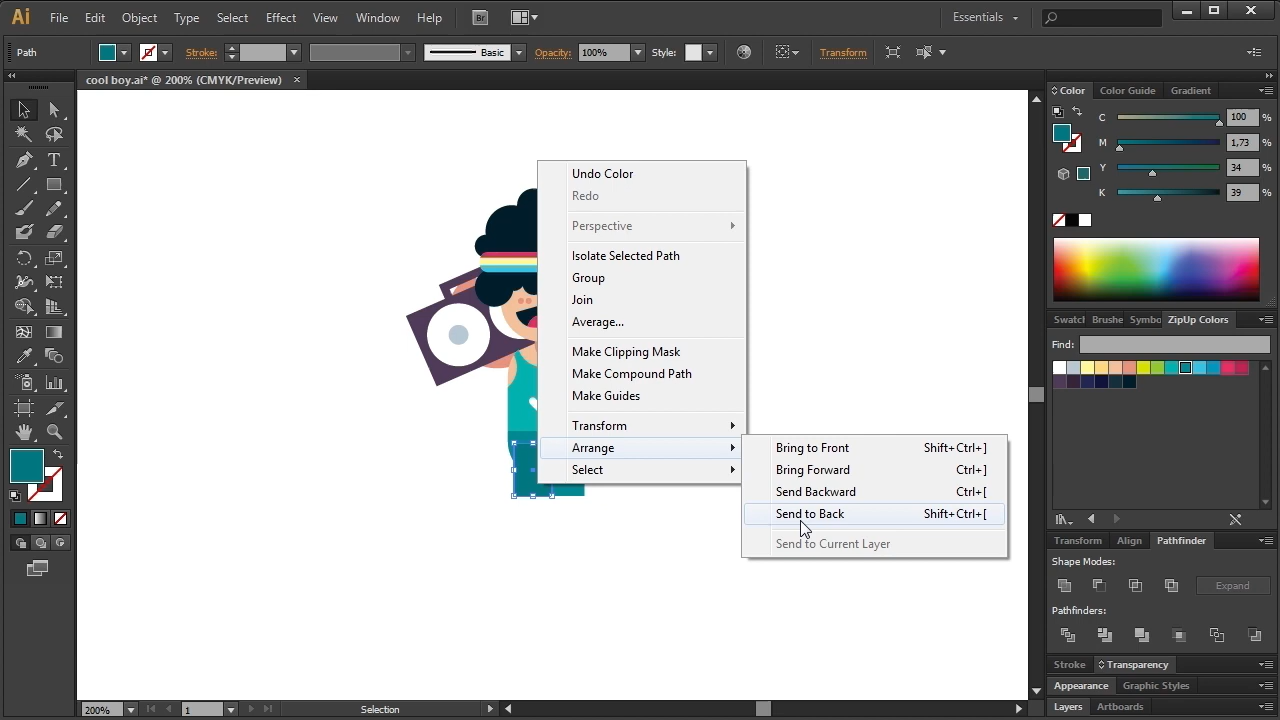 Ai File Edit Object Type Select Effect View Window Help Br Essentials
Path Stroke: Basic Opacity: 100% Style: Transform
cool boy.ai* @ 200% (CMYK/Preview) ×
Color Color Guide Gradient
C 100 %
M 1,73 %
Y 34 %
K 39 %
Swatcl Brushe Symbo ZipUp Colors
Find:
Undo Color
Redo
Perspective
Isolate Selected Path
Group
Join
Average...
Make Clipping Mask
Make Compound Path
Make Guides
Transform
Arrange
Select
Bring to Front Shift+Ctrl+]
Bring Forward Ctrl+]
Send Backward Ctrl+[
Send to Back Shift+Ctrl+[
Send to Current Layer
Transform Align Pathfinder
Shape Modes:
Expand
Pathfinders:
Stroke Transparency
Appearance Graphic Styles
Layers Artboards
200% 1 Selection